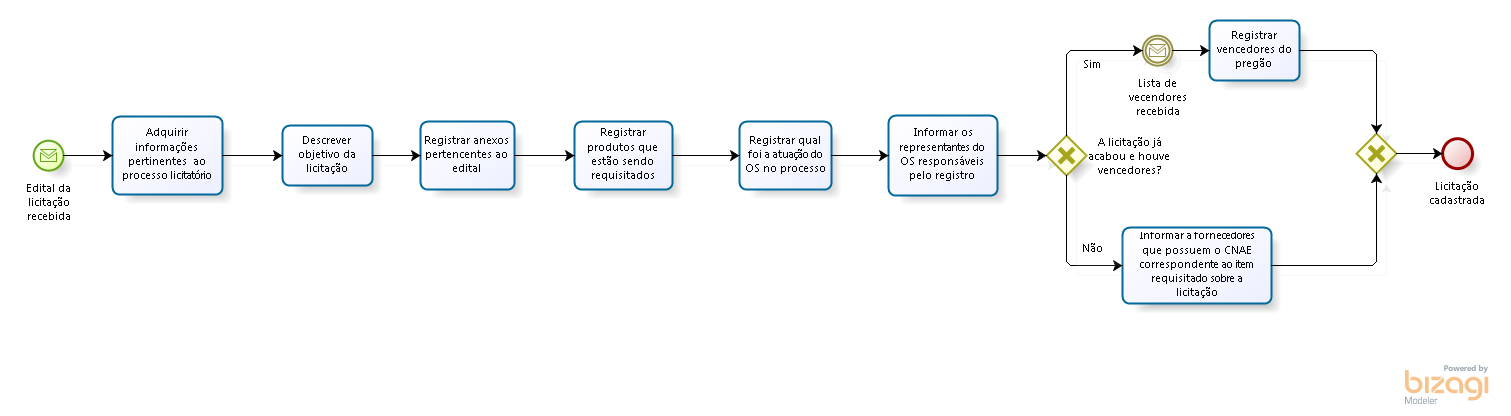 Edital da
licitação
recebida
Adquirir
informações
pertinentes ao
processo licitatório
Descrever
objetivo da
licitação
Registrar anexos
pertencentes ao
edital
Registrar
produtos que
estão sendo
requisitados
Registrar qual
foi a atuação do
OS no processo
Informar os
representantes do
OS responsáveis
pelo registro
A licitação já
acabou e houve
vencedores?
Sim
Lista de
vecendores
recebida
Registrar
vencedores do
pregão
Não
Informar a fornecedores
que possuem o CNAE
correspondente ao item
requisitado sobre a
licitação
Licitação
cadastrada
Powered by
bizagi
Modeler